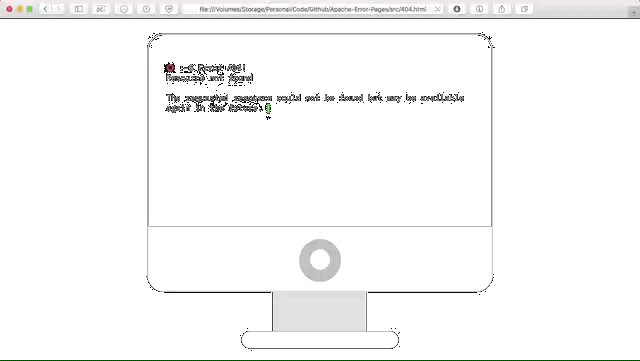 file:///Volumes/Storage/Personal/Code/Github/Apache-Error-Pages/src/404.html
Error 404!
Resource not found
The requested resource could not be found but may be available
again in the future.